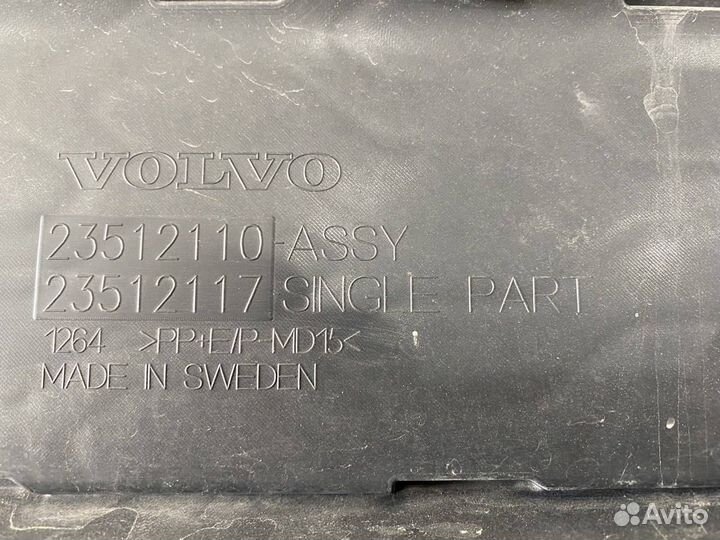 VOLVO
23512110-ASSY
23512117 SINGLE PART
1264 >PP+E/P-MD15<
MADE IN SWEDEN
Avito